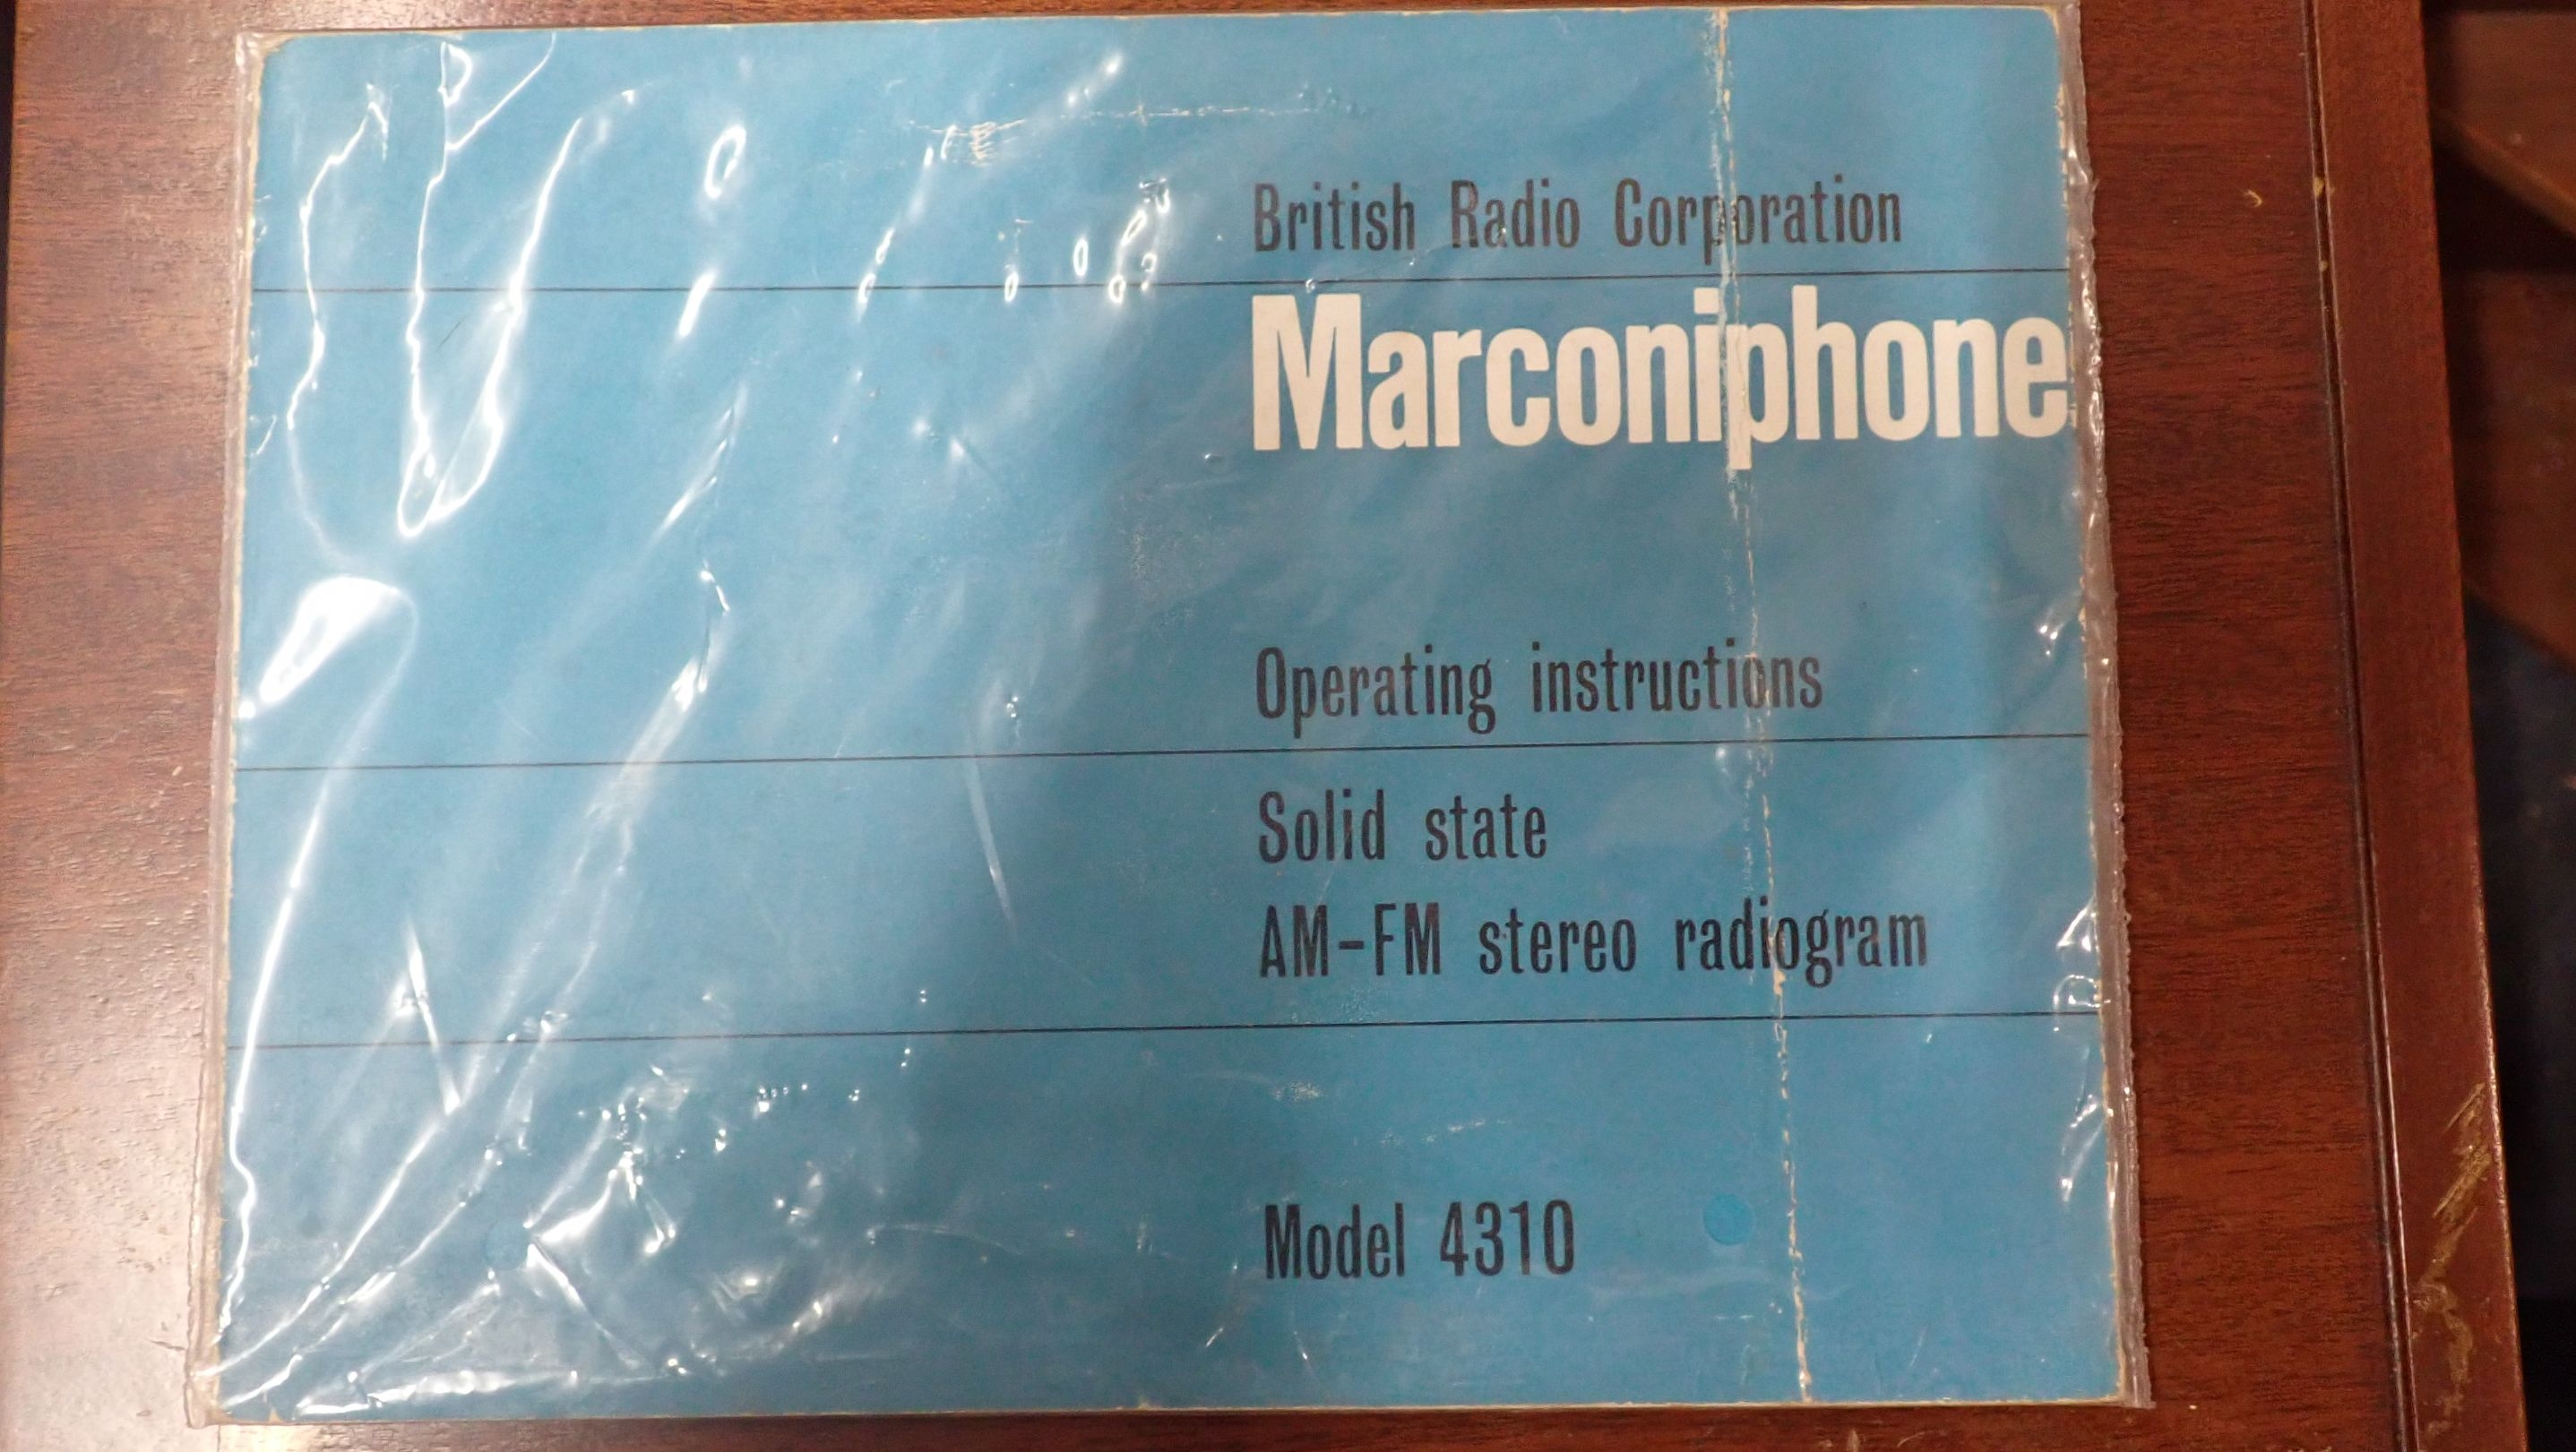 British Radio Corporation
Marconiphone
Operating instructions
Solid state
AM-FM stereo radiogram
Model 4310